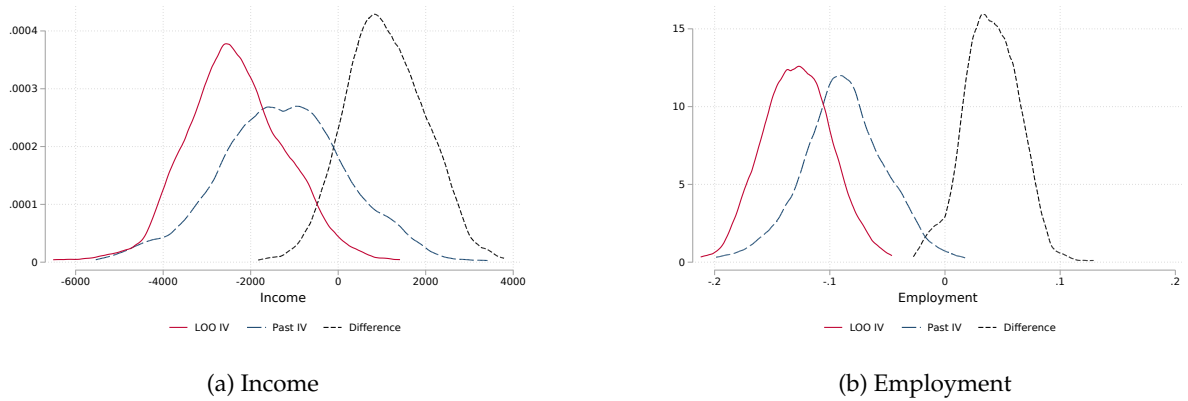 .0004
.0003
.0002
.0001
0
-6000 -4000 -2000 0 2000 4000
Income
LOO IV Past IV Difference
(a) Income
15
10
5
0
-.2 -.1 0 .1 .2
Employment
LOO IV Past IV Difference
(b) Employment